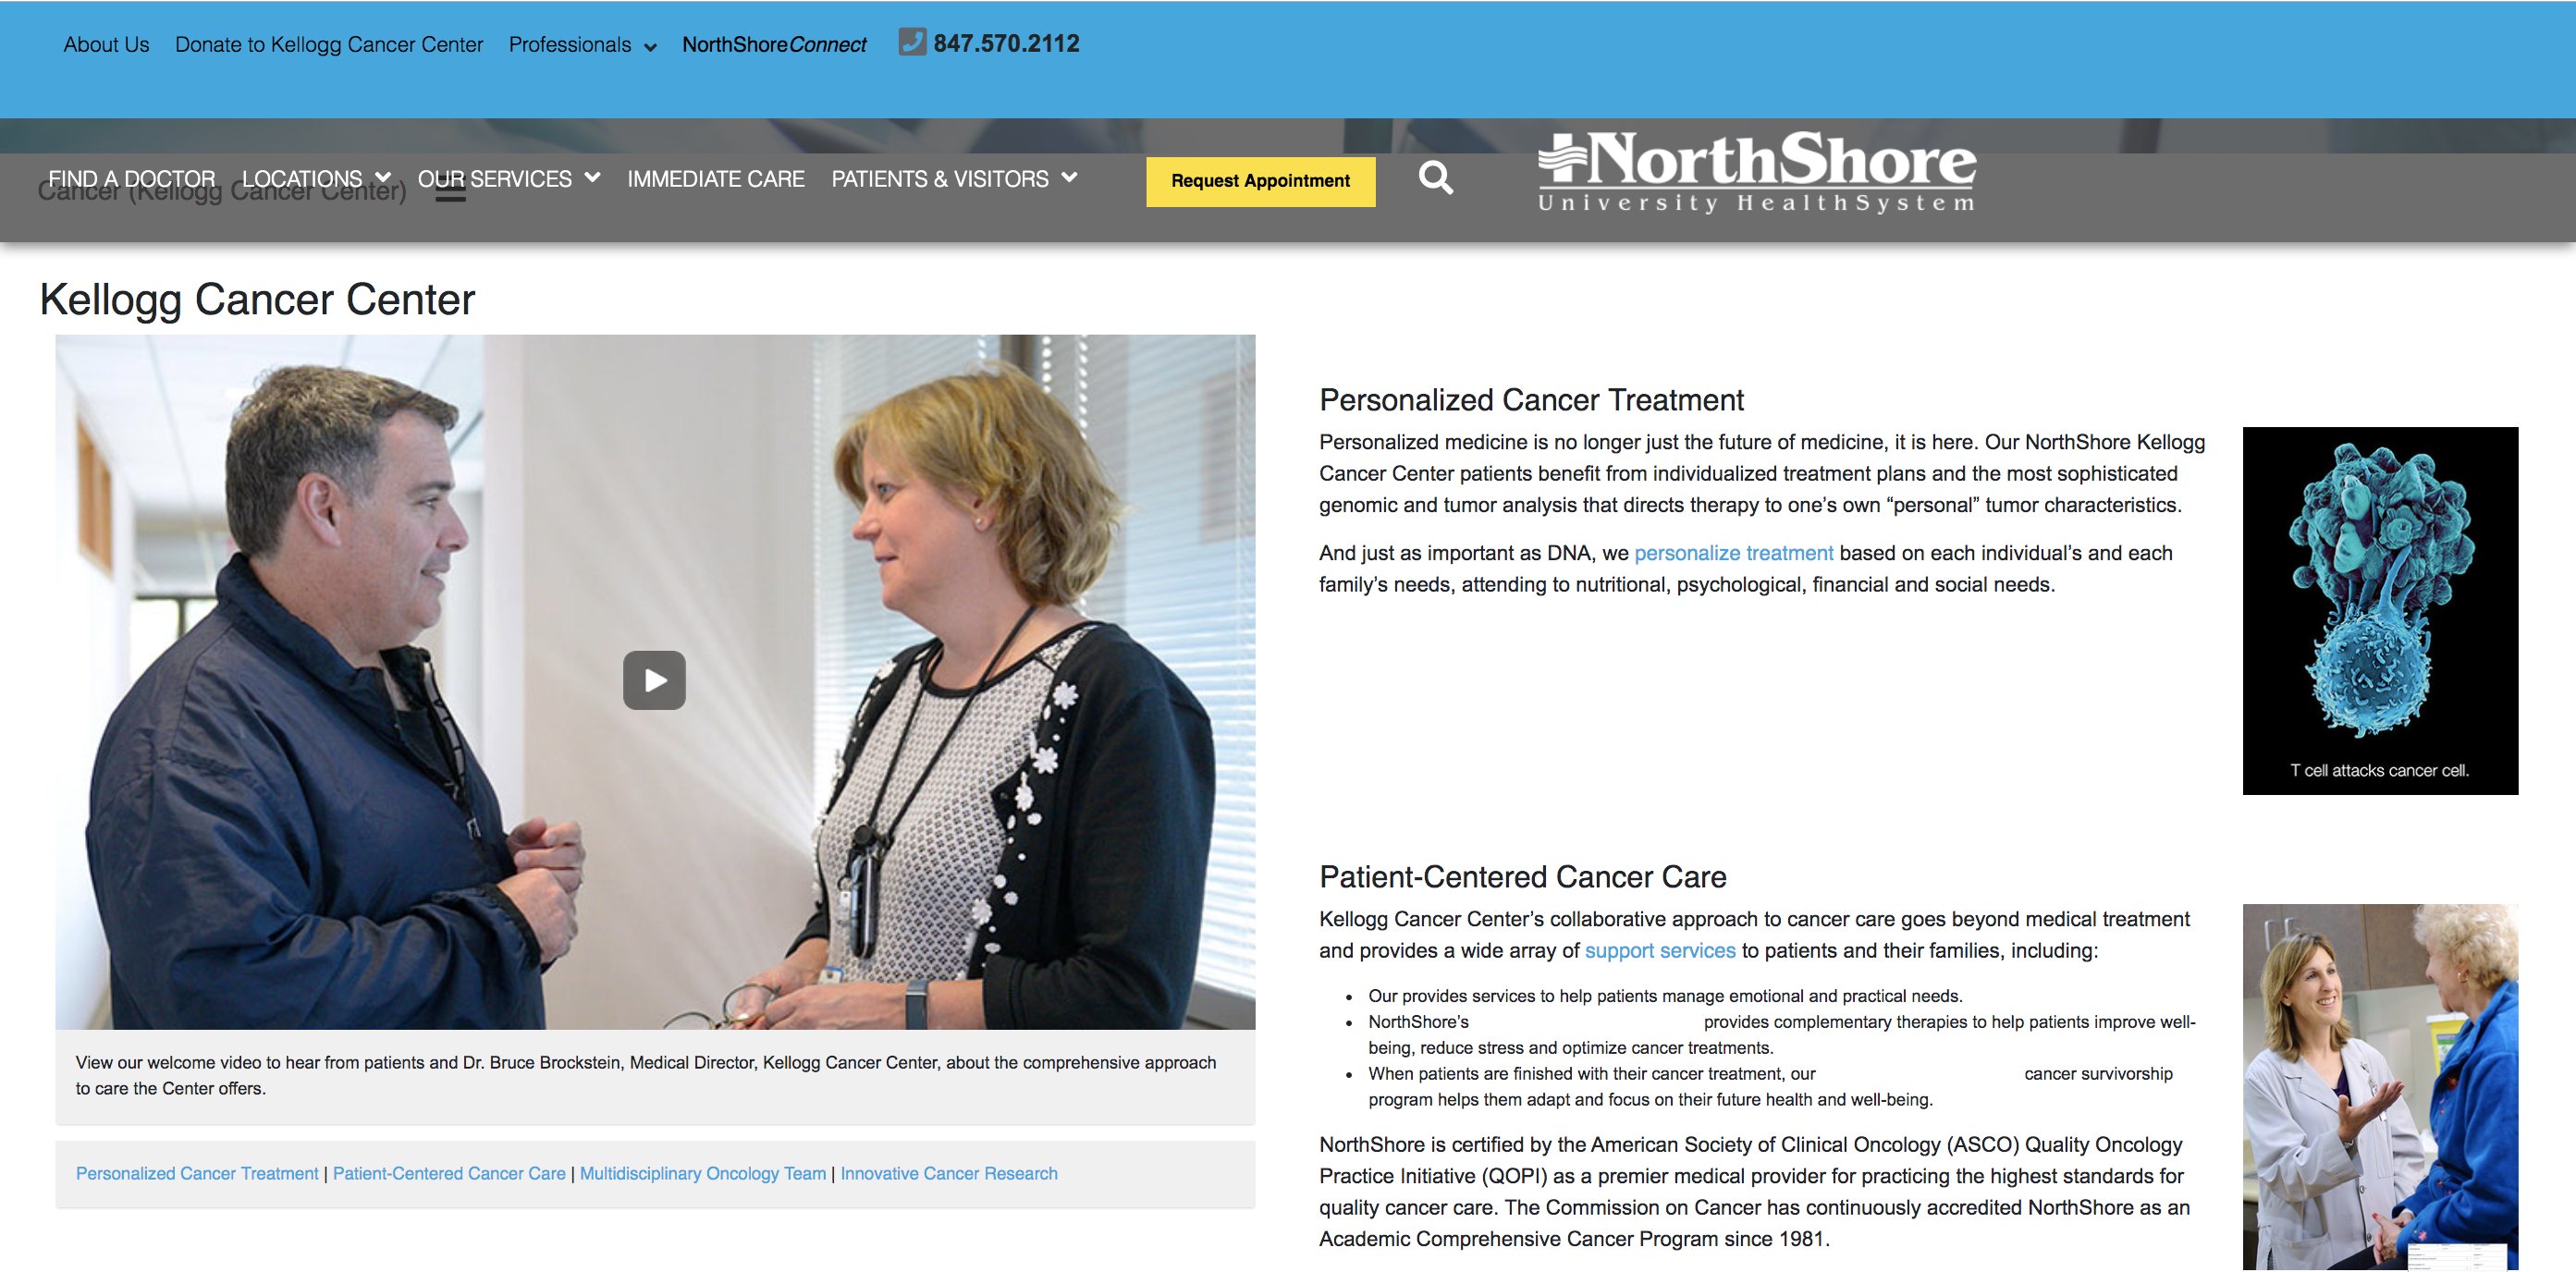 About Us Donate to Kellogg Cancer Center Professionals NorthShoreConnect 847.570.2112
FIND A DOCTOR LOCATIONS OUR SERVICES IMMEDIATE CARE PATIENTS & VISITORS Request Appointment
NorthShore
University HealthSystem
Cancer (Kellogg Cancer Center)
Kellogg Cancer Center
View our welcome video to hear from patients and Dr. Bruce Brockstein, Medical Director, Kellogg Cancer Center, about the comprehensive approach
to care the Center offers.
Personalized Cancer Treatment | Patient-Centered Cancer Care | Multidisciplinary Oncology Team | Innovative Cancer Research
Personalized Cancer Treatment
Personalized medicine is no longer just the future of medicine, it is here. Our NorthShore Kellogg
Cancer Center patients benefit from individualized treatment plans and the most sophisticated
genomic and tumor analysis that directs therapy to one’s own “personal” tumor characteristics.
And just as important as DNA, we personalize treatment based on each individual’s and each
family’s needs, attending to nutritional, psychological, financial and social needs.
T cell attacks cancer cell.
Patient-Centered Cancer Care
Kellogg Cancer Center’s collaborative approach to cancer care goes beyond medical treatment
and provides a wide array of support services to patients and their families, including:
• Our provides services to help patients manage emotional and practical needs.
• NorthShore’s provides complementary therapies to help patients improve well-
being, reduce stress and optimize cancer treatments.
• When patients are finished with their cancer treatment, our cancer survivorship
program helps them adapt and focus on their future health and well-being.
NorthShore is certified by the American Society of Clinical Oncology (ASCO) Quality Oncology
Practice Initiative (QOPI) as a premier medical provider for practicing the highest standards for
quality cancer care. The Commission on Cancer has continuously accredited NorthShore as an
Academic Comprehensive Cancer Program since 1981.